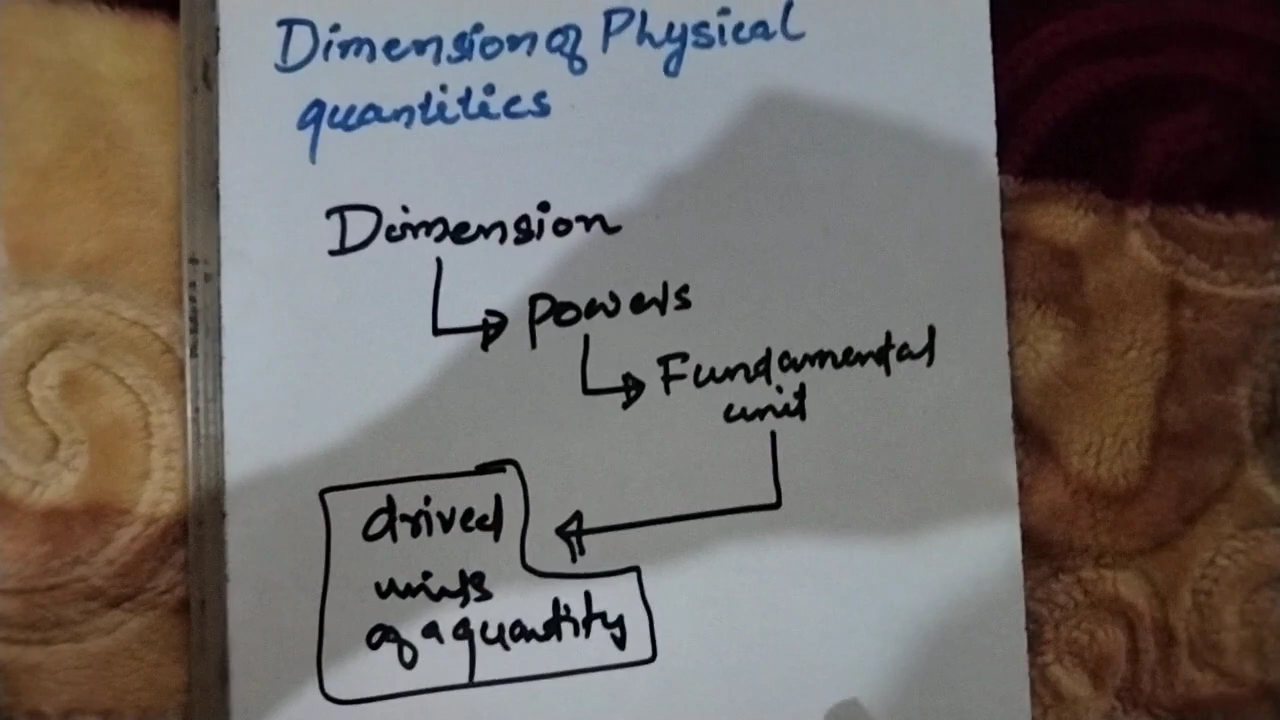 Dimension of Physical
quantities
Dimension
Powers
Fundamental
unit
drived
units
of a quantity